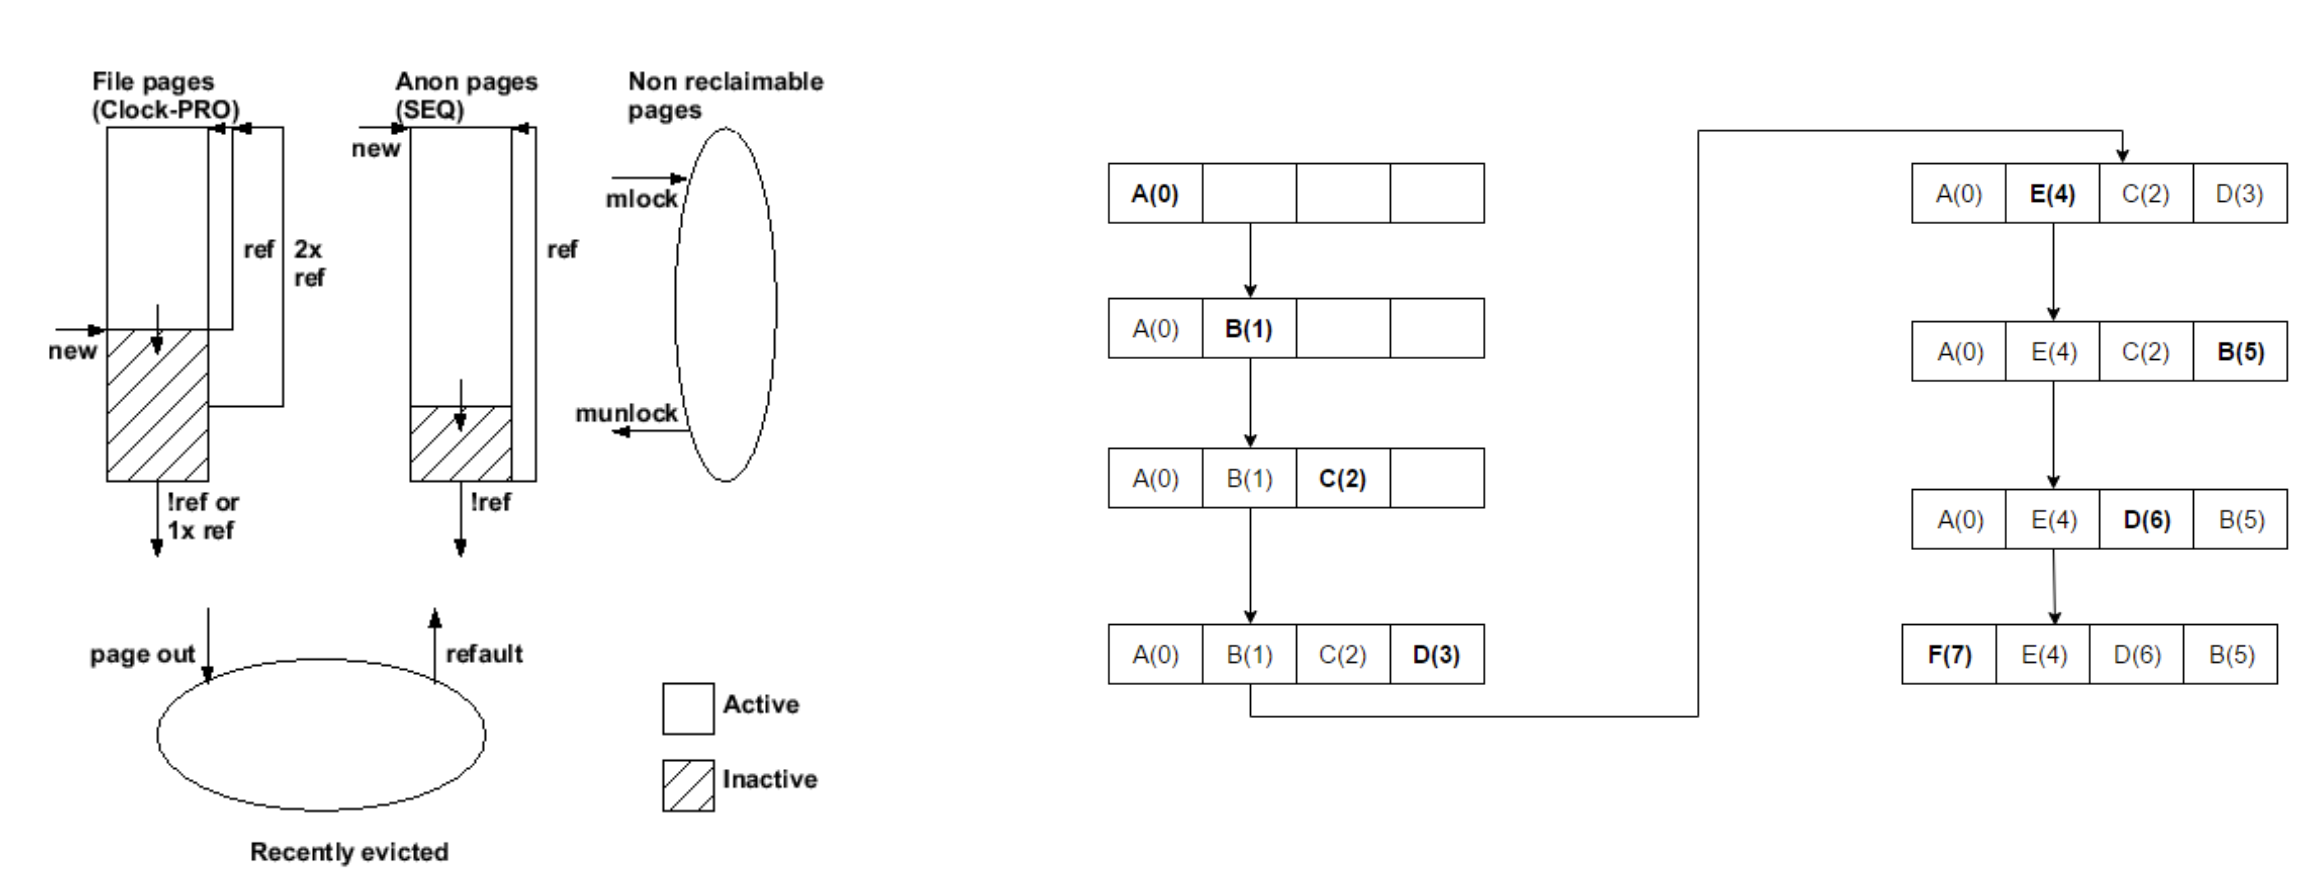 File pages
(Clock-PRO)
new
ref
2x
ref
!ref or
1x ref
Anon pages
(SEQ)
new
ref
!ref
Non reclaimable
pages
mlock
munlock
page out
refault
Recently evicted
Active
Inactive
A(0)
A(0) B(1)
A(0) B(1) C(2)
A(0) B(1) C(2) D(3)
A(0) E(4) C(2) D(3)
A(0) E(4) C(2) B(5)
A(0) E(4) D(6) B(5)
F(7) E(4) D(6) B(5)